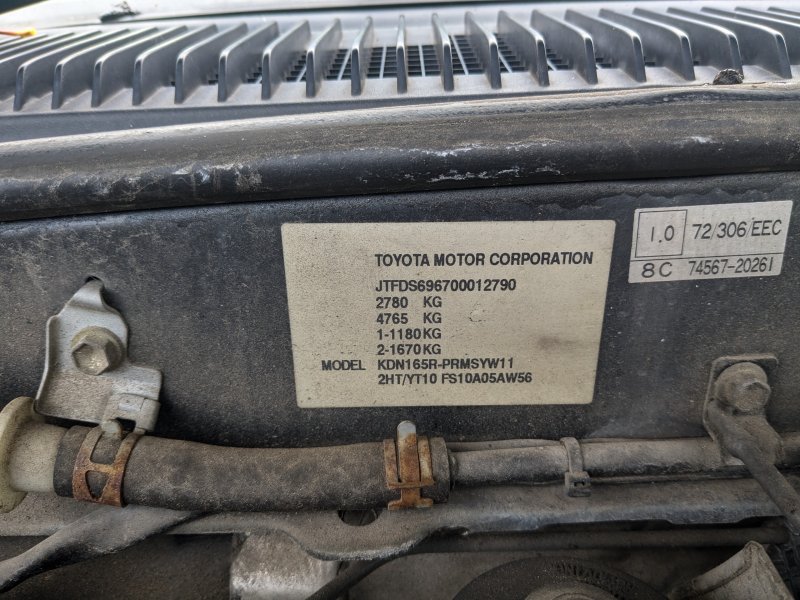 TOYOTA MOTOR CORPORATION
JTFDS696700012790
2780 KG
4765 KG
1-1180KG
2-1670KG
MODEL KDN165R-PRMSYW11
2HT/YT10 FS10A05AW56
1.0 72/306/EEC
8C 74567-20261